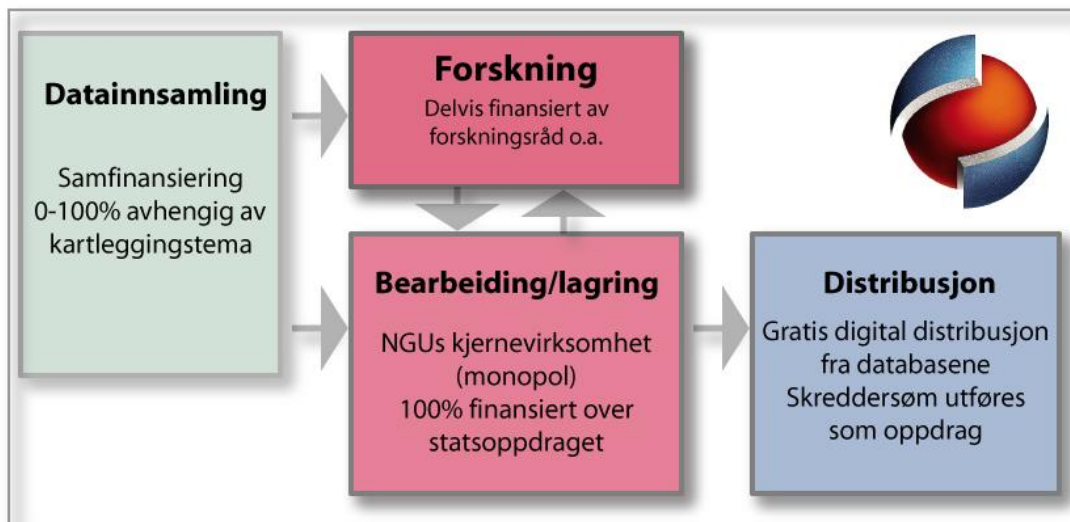 Datainnsamling
Samfinansiering
0-100% avhengig av
kartleggingstema
Forskning
Delvis finansiert av
forskningsråd o.a.
Bearbeiding/lagring
NGUs kjernevirksomhet
(monopol)
100% finansiert over
statsoppdraget
Distribusjon
Gratis digital distribusjon
fra databasene
Skreddersøm utføres
som oppdrag